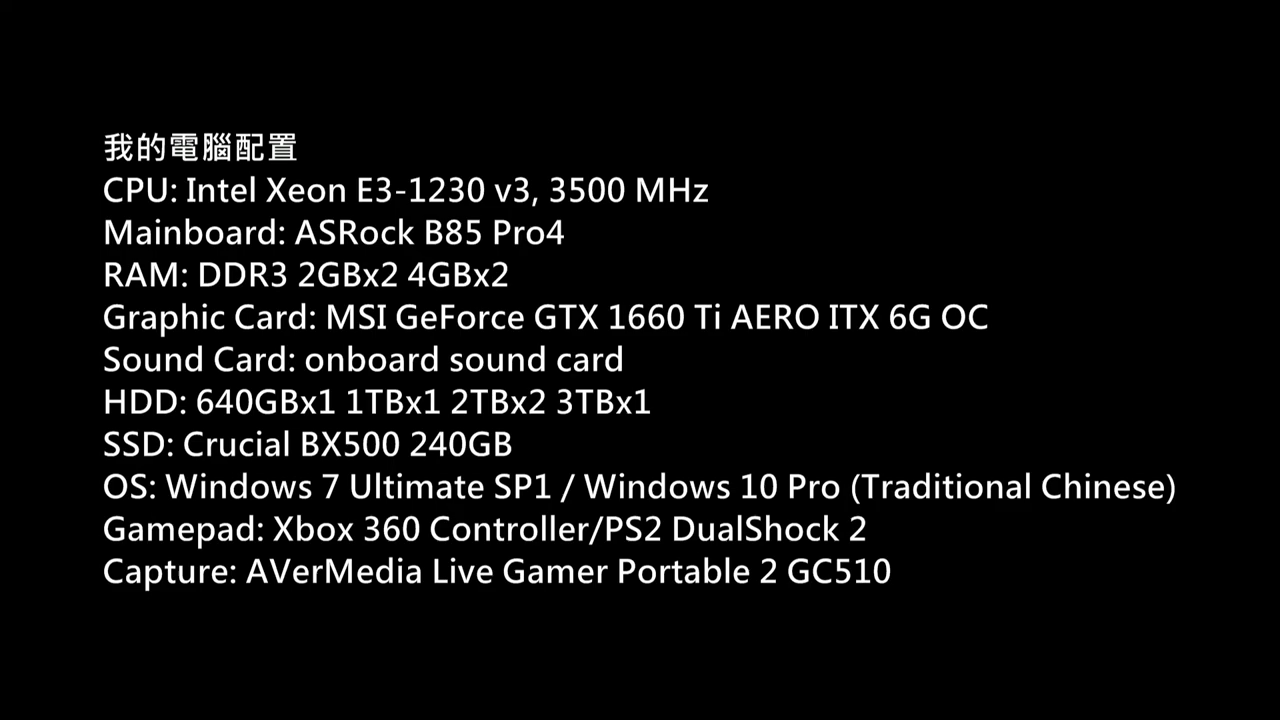 我的電腦配置
CPU: Intel Xeon E3-1230 v3, 3500 MHz
Mainboard: ASRock B85 Pro4
RAM: DDR3 2GBx2 4GBx2
Graphic Card: MSI GeForce GTX 1660 Ti AERO ITX 6G OC
Sound Card: onboard sound card
HDD: 640GBx1 1TBx1 2TBx2 3TBx1
SSD: Crucial BX500 240GB
OS: Windows 7 Ultimate SP1 / Windows 10 Pro (Traditional Chinese)
Gamepad: Xbox 360 Controller/PS2 DualShock 2
Capture: AVerMedia Live Gamer Portable 2 GC510